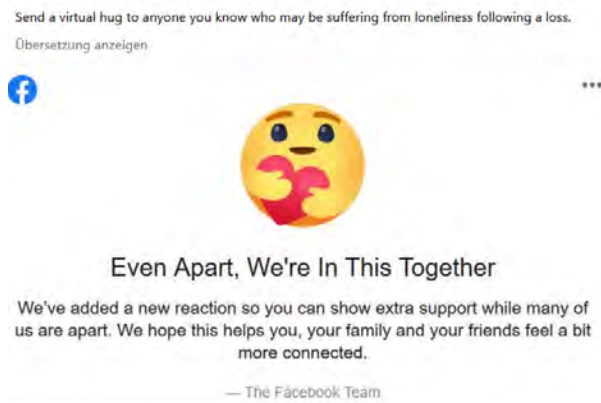 Send a virtual hug to anyone you know who may be suffering from loneliness following a loss.
Übersetzung anzeigen
Even Apart, We're In This Together
We've added a new reaction so you can show extra support while many of
us are apart. We hope this helps you, your family and your friends feel a bit
more connected.
— The Facebook Team